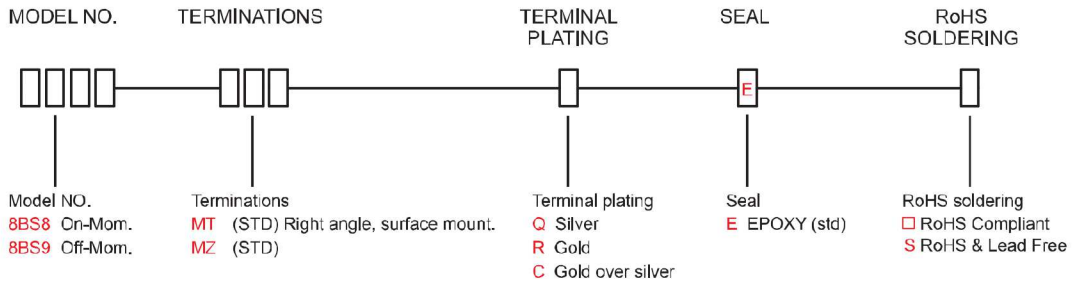 MODEL NO. TERMINATIONS TERMINAL PLATING SEAL RoHS SOLDERING
E
Model NO.
8BS8 On-Mom.
8BS9 Off-Mom.
Terminations
MT (STD) Right angle, surface mount.
MZ (STD)
Terminal plating
Q Silver
R Gold
C Gold over silver
Seal
E EPOXY (std)
RoHS soldering
□ RoHS Compliant
S RoHS & Lead Free